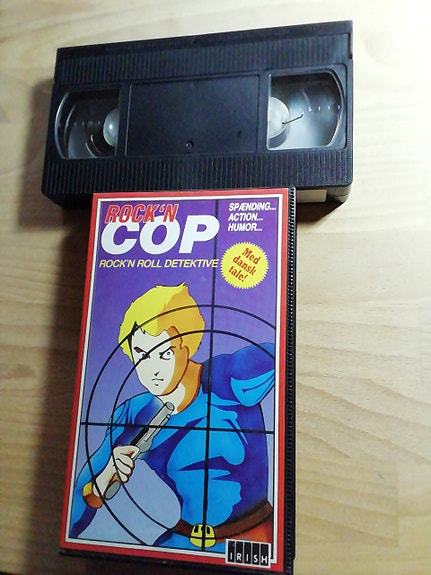 ROCK'N
COP
ROCK'N ROLL DETEKTIVE
SPÆNDING...
ACTION...
HUMOR...
Med
dansk
tale!
IRISH